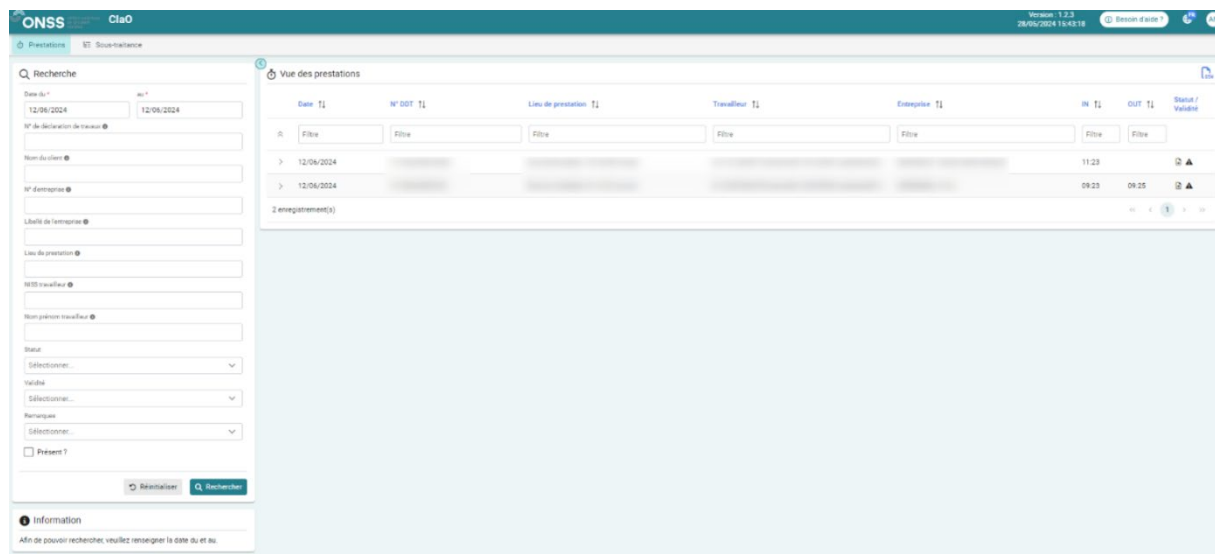 ONSS
ClaO
Version : 1.2.3
28/05/2024 15:43:18
Besoin d'aide ?
FR
Prestations
Sous-traitance
Recherche
Date du *
au *
12/06/2024
12/06/2024
N° de déclaration de travaux
Nom du client
N° d'entreprise
Libellé de l'entreprise
Lieu de prestation
NISS travailleur
Nom prénom travailleur
Statut
Sélectionner...
Validité
Sélectionner...
Remarques
Sélectionner...
Présent ?
Réinitialiser
Rechercher
Information
Afin de pouvoir rechercher, veuillez renseigner la date du et au.
Vue des prestations
Date
N° DDT
Lieu de prestation
Travailleur
Entreprise
IN
OUT
Statut /
Validité
Filtre
Filtre
Filtre
Filtre
Filtre
Filtre
Filtre
12/06/2024
11:23
12/06/2024
09:23
09:25
2 enregistrement(s)
1